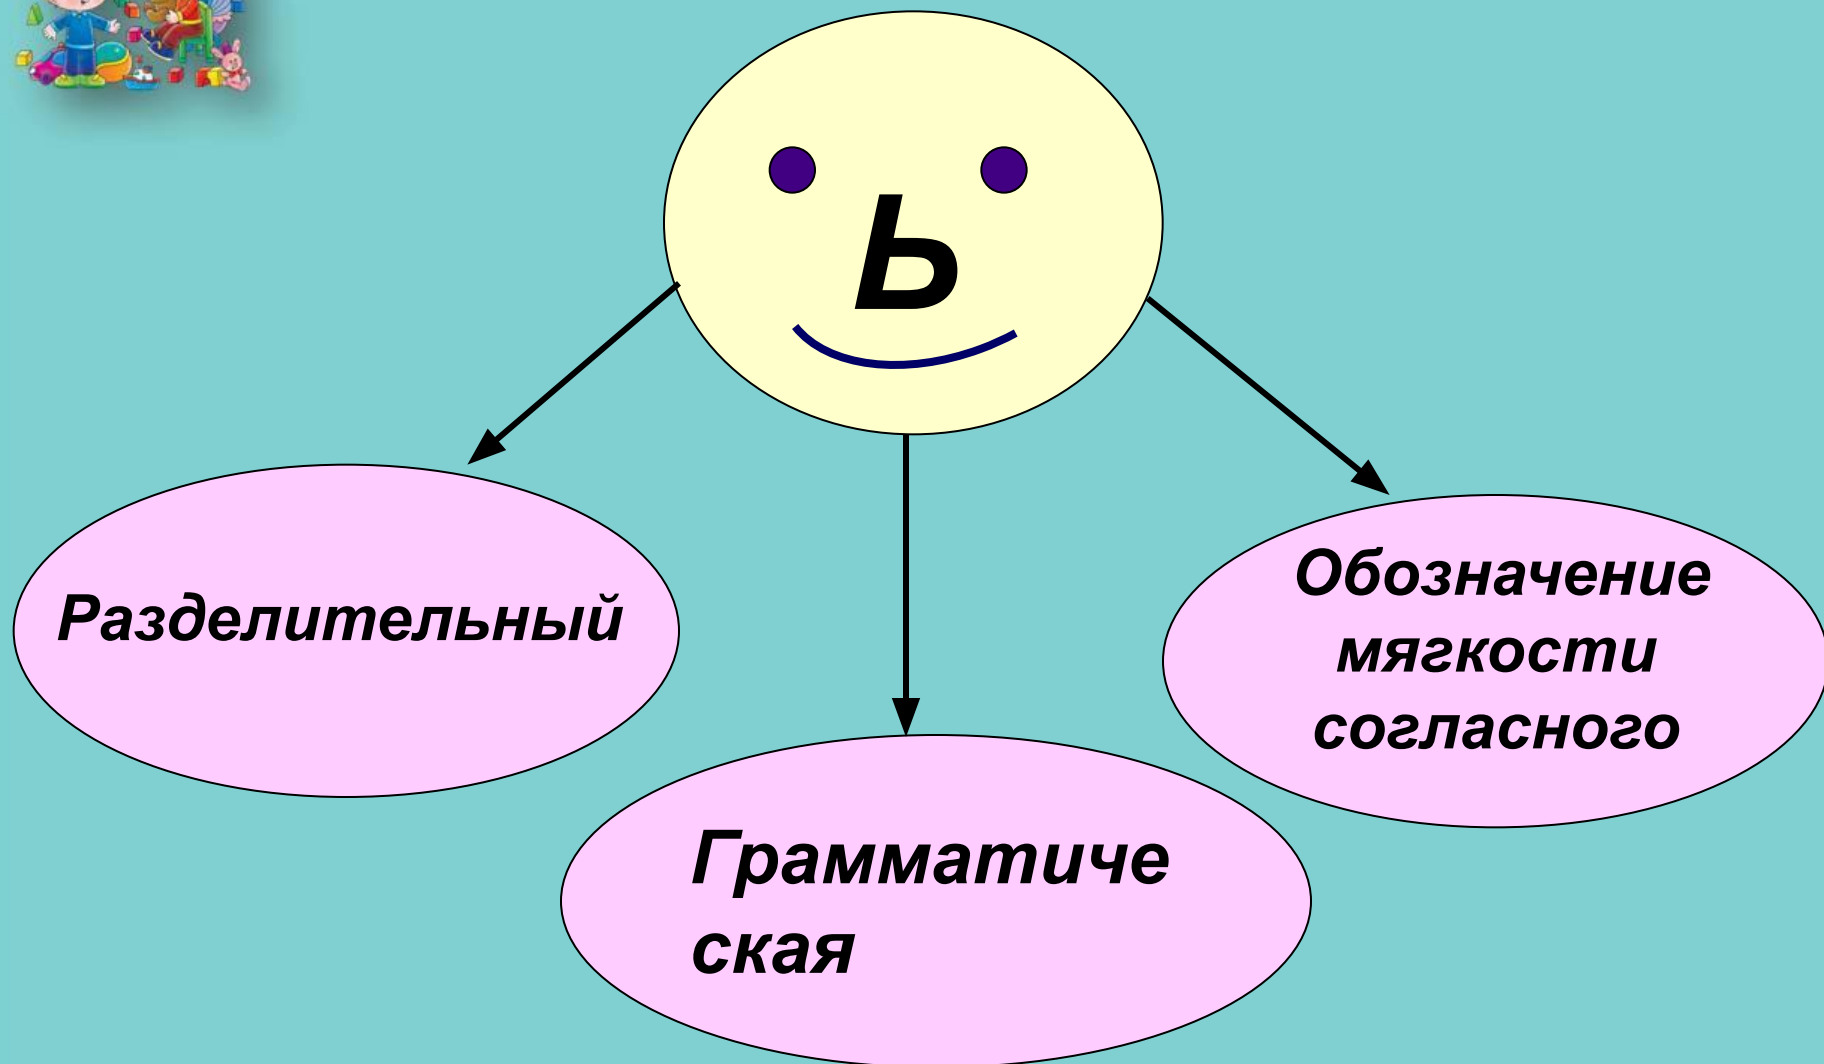 Ь
Разделительный
Обозначение
мягкости
согласного
Грамматиче
ская